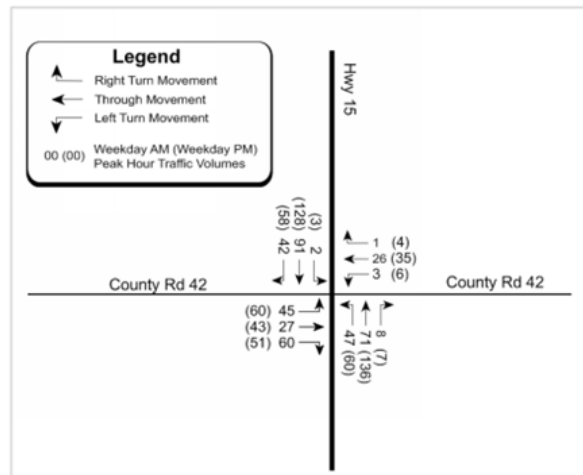 Legend
Right Turn Movement
Through Movement
Left Turn Movement
00 (00) Weekday AM (Weekday PM)
Peak Hour Traffic Volumes
Hwy 15
(58) 42
(128) 91
(3) 2
1 (4)
26 (35)
3 (6)
County Rd 42
County Rd 42
(60) 45
(43) 27
(51) 60
47 (60)
71 (136)
8 (7)